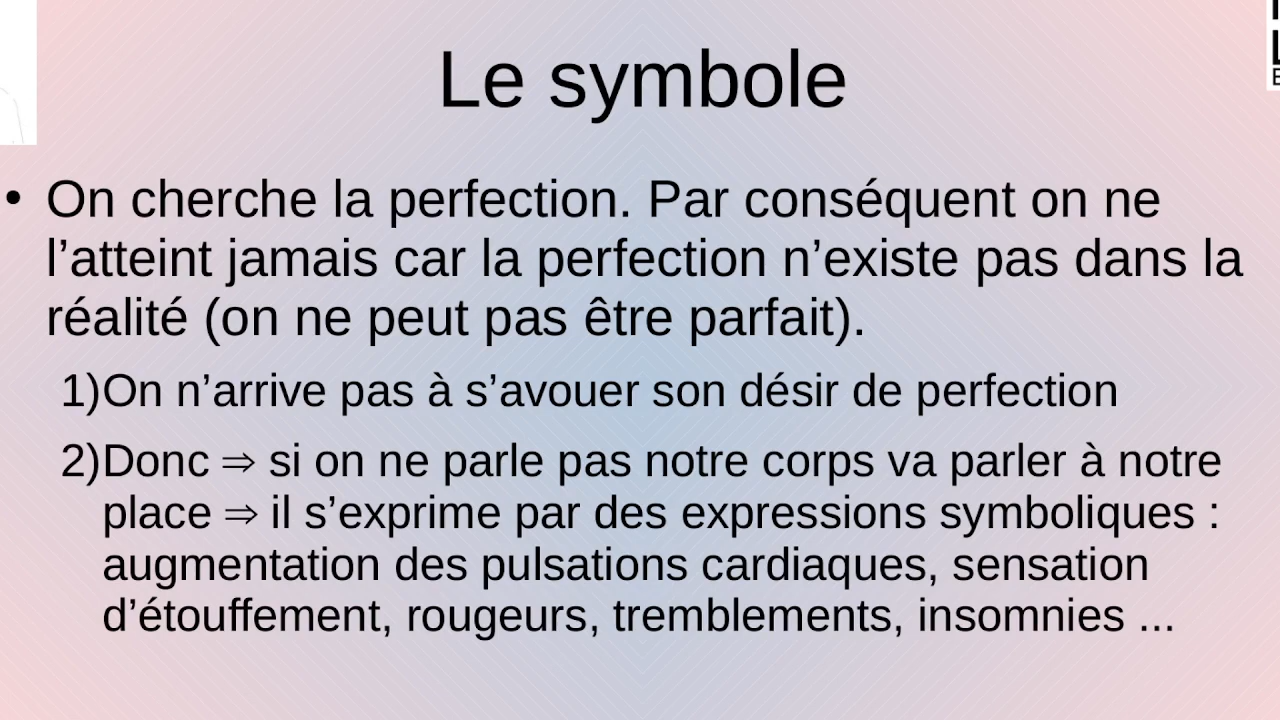 Le symbole
• On cherche la perfection. Par conséquent on ne
l’atteint jamais car la perfection n’existe pas dans la
réalité (on ne peut pas être parfait).
1)On n’arrive pas à s’avouer son désir de perfection
2)Donc ⇒ si on ne parle pas notre corps va parler à notre
place ⇒ il s’exprime par des expressions symboliques :
augmentation des pulsations cardiaques, sensation
d’étouffement, rougeurs, tremblements, insomnies ...